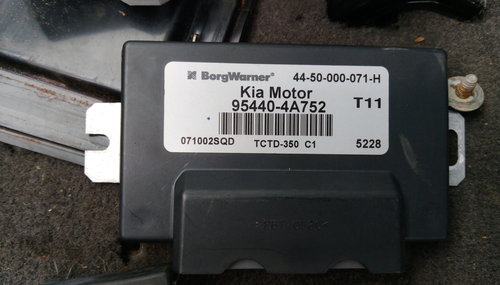 BorgWarner 44-50-000-071-H
Kia Motor
95440-4A752 T11
071002SQD TCTD-350 C1 5228